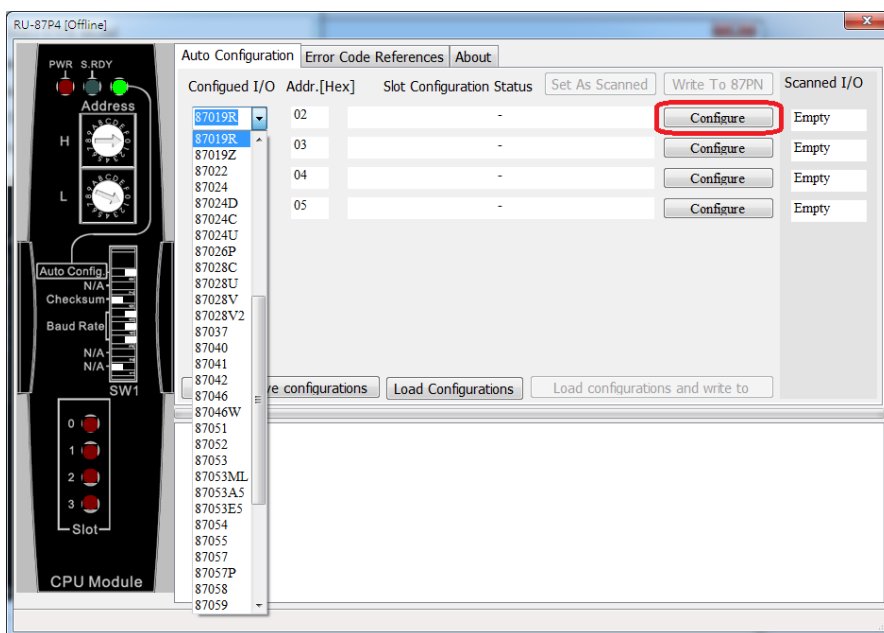 RU-87P4 [Offline]
PWR S.RDY
Address
H
L
Auto Config.
N/A
Checksum
Baud Rate
N/A
N/A
SW1
0
1
2
3
Slot
CPU Module
Auto Configuration Error Code References About
Configued I/O Addr.[Hex] Slot Configuration Status Set As Scanned Write To 87PN Scanned I/O
87019R 02 - Configure Empty
03 - Configure Empty
04 - Configure Empty
05 - Configure Empty
87019R
87019Z
87022
87024
87024D
87024C
87024U
87026P
87028C
87028U
87028V
87028V2
87037
87040
87041
87042
87046
87046W
87051
87052
87053
87053ML
87053A5
87053E5
87054
87055
87057
87057P
87058
87059
configurations Load Configurations Load configurations and write to